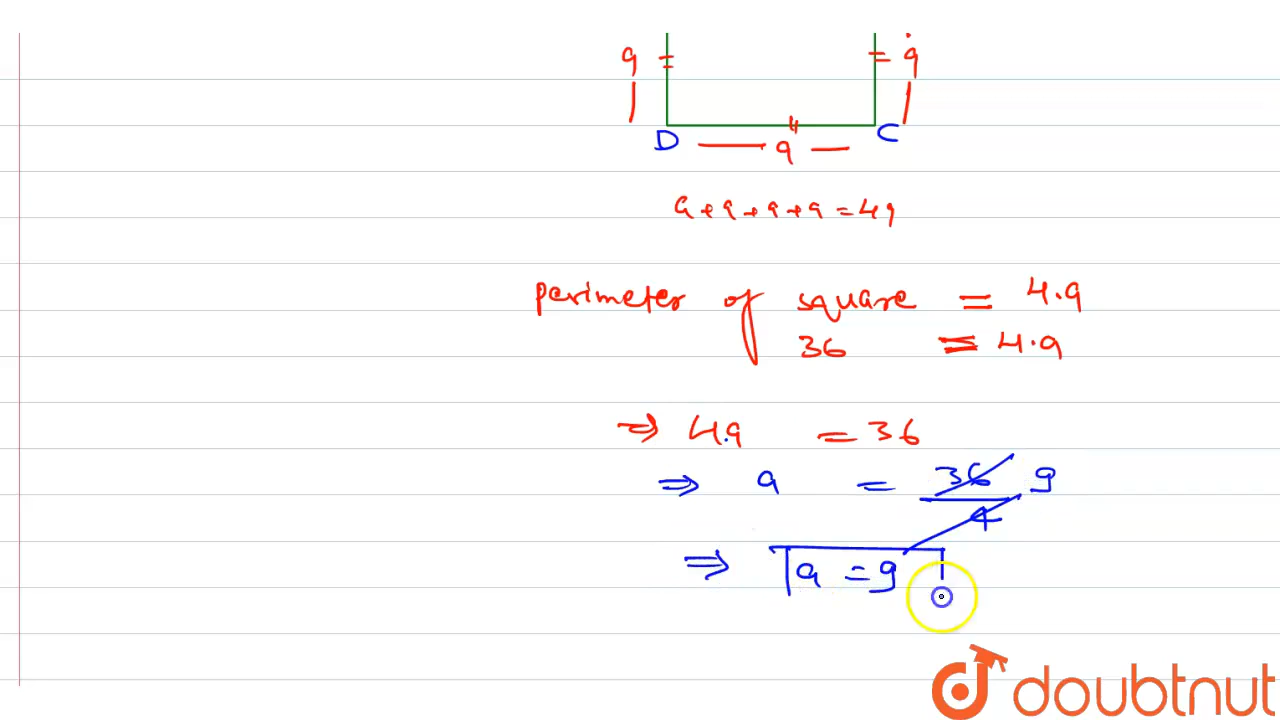 a = = a
D a C
a + a + a + a = 4a
perimeter of square = 4.a
36 = 4.a
⇒ 4.a = 36
⇒ a = 36/4 9
⇒ a = 9
doubtnut